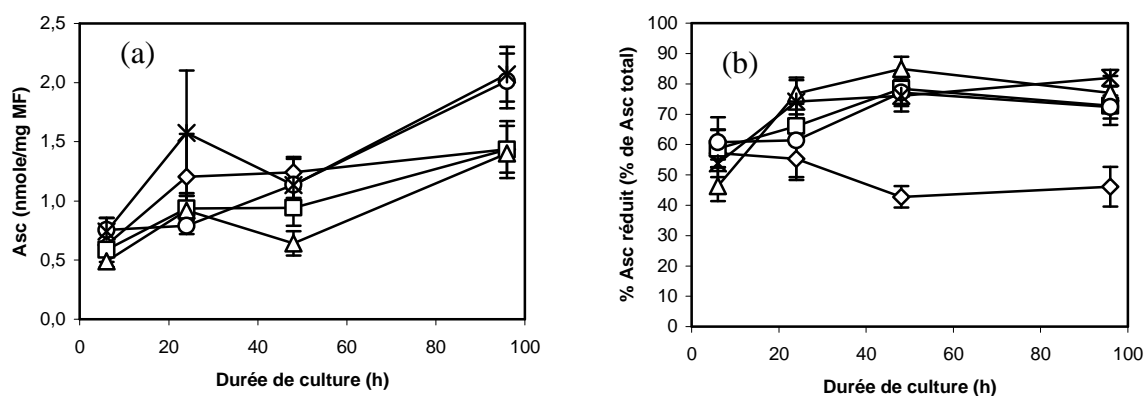 (a)
Asc (nmole/mg MF)
2,5
2,0
1,5
1,0
0,5
0,0
0 20 40 60 80 100
Durée de culture (h)
(b)
% Asc réduit (% de Asc total)
100
90
80
70
60
50
40
30
20
10
0
0 20 40 60 80 100
Durée de culture (h)